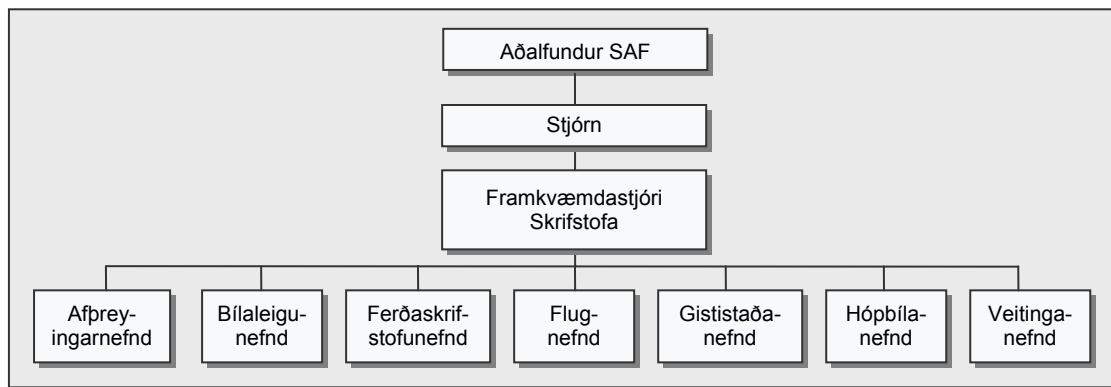 Aðalfundur SAF
Stjórn
Framkvæmdastjóri
Skrifstofa
Afþrey-
ingarnefnd
Bílaleigu-
nefnd
Ferðaskrif-
stofunefnd
Flug-
nefnd
Gististaða-
nefnd
Hópbíla-
nefnd
Veitinga-
nefnd